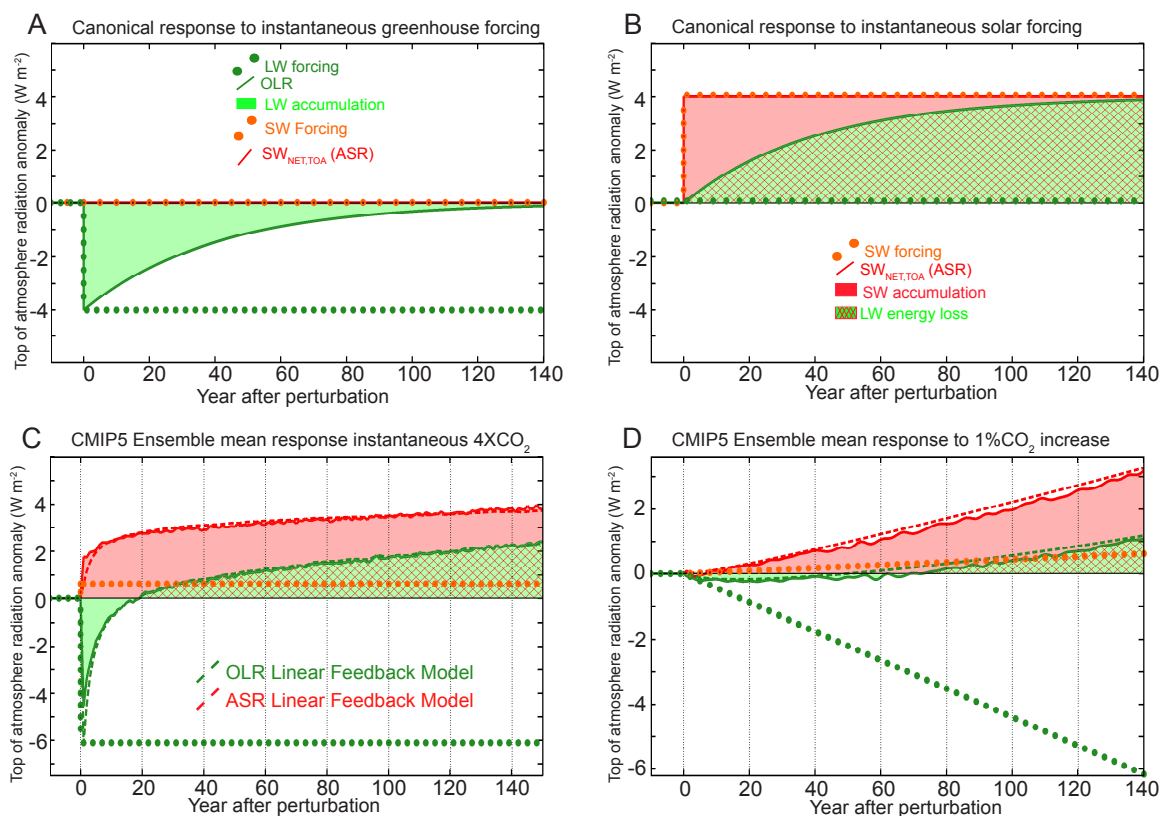 A
Canonical response to instantaneous greenhouse forcing
Top of atmosphere radiation anomaly (W m⁻²)
4
2
0
-2
-4
LW forcing
OLR
LW accumulation
SW Forcing
SW_NET,TOA (ASR)
0 20 40 60 80 100 120 140
Year after perturbation
B
Canonical response to instantaneous solar forcing
Top of atmosphere radiation anomaly (W m⁻²)
4
2
0
-2
-4
SW forcing
SW_NET,TOA (ASR)
SW accumulation
LW energy loss
0 20 40 60 80 100 120 140
Year after perturbation
C
CMIP5 Ensemble mean response instantaneous 4XCO₂
Top of atmosphere radiation anomaly (W m⁻²)
4
2
0
-2
-4
-6
OLR Linear Feedback Model
ASR Linear Feedback Model
0 20 40 60 80 100 120 140
Year after perturbation
D
CMIP5 Ensemble mean response to 1%CO₂ increase
Top of atmosphere radiation anomaly (W m⁻²)
2
0
-2
-4
-6
0 20 40 60 80 100 120 140
Year after perturbation